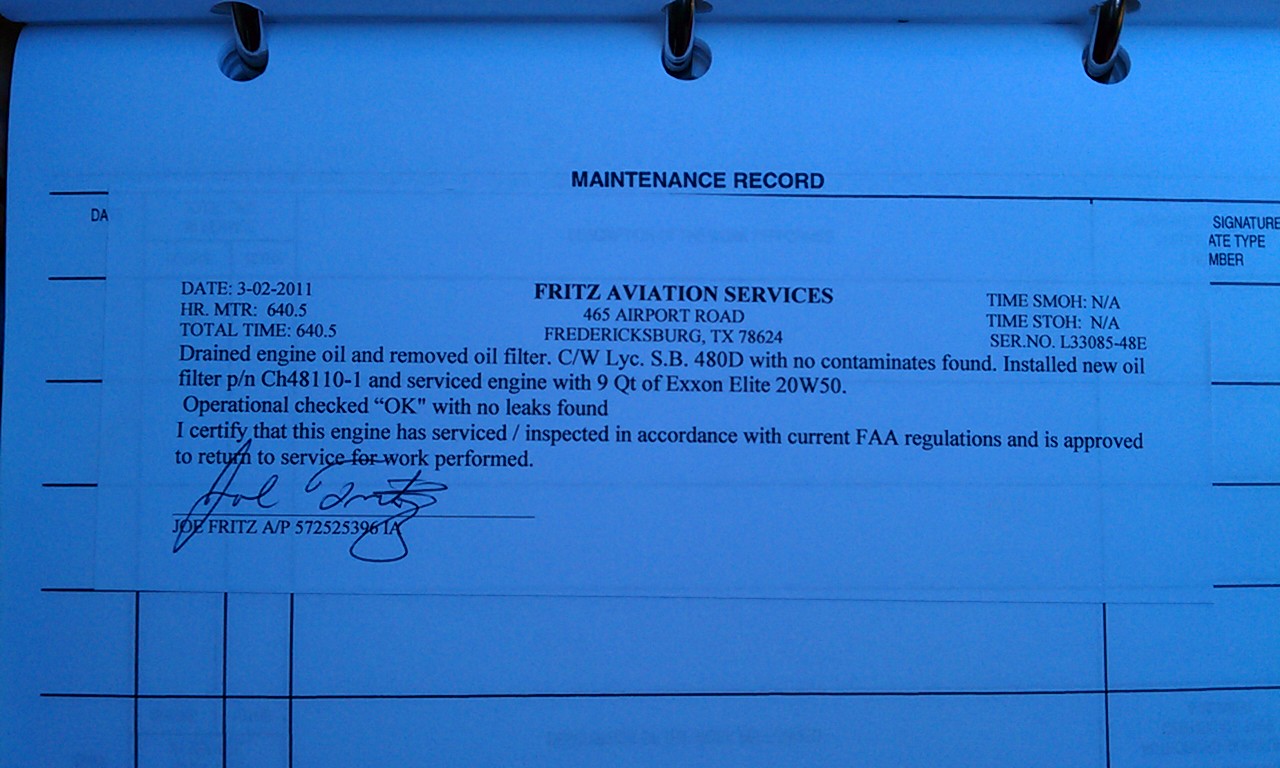 MAINTENANCE RECORD
DA
SIGNATURE
ATE TYPE
MBER
DATE: 3-02-2011
HR. MTR: 640.5
TOTAL TIME: 640.5
FRITZ AVIATION SERVICES
465 AIRPORT ROAD
FREDERICKSBURG, TX 78624
TIME SMOH: N/A
TIME STOH: N/A
SER.NO. L33085-48E
Drained engine oil and removed oil filter. C/W Lyc. S.B. 480D with no contaminates found. Installed new oil
filter p/n Ch48110-1 and serviced engine with 9 Qt of Exxon Elite 20W50.
Operational checked “OK" with no leaks found
I certify that this engine has serviced / inspected in accordance with current FAA regulations and is approved
to return to service for work performed.
Joe Fritz
JOE FRITZ A/P 572525396 IA